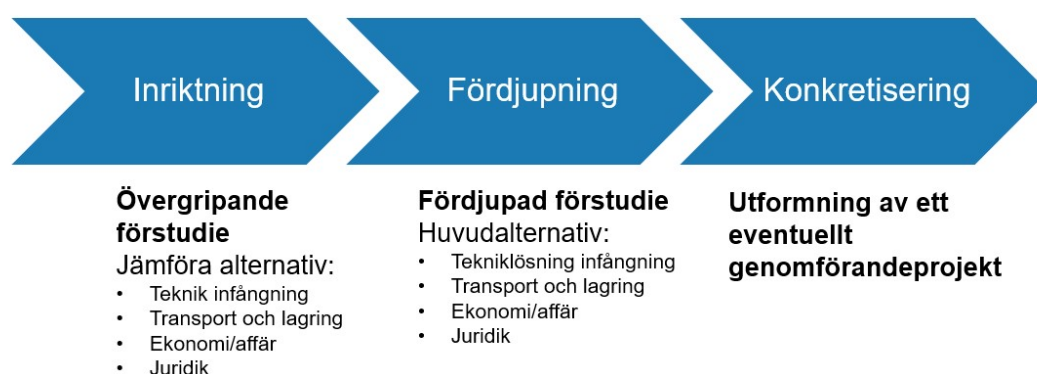 Inriktning
Fördjupning
Konkretisering
Övergripande
förstudie
Jämföra alternativ:
• Teknik infångning
• Transport och lagring
• Ekonomi/affär
• Juridik
Fördjupad förstudie
Huvudalternativ:
• Tekniklösning infångning
• Transport och lagring
• Ekonomi/affär
• Juridik
Utformning av ett
eventuellt
genomförandeprojekt